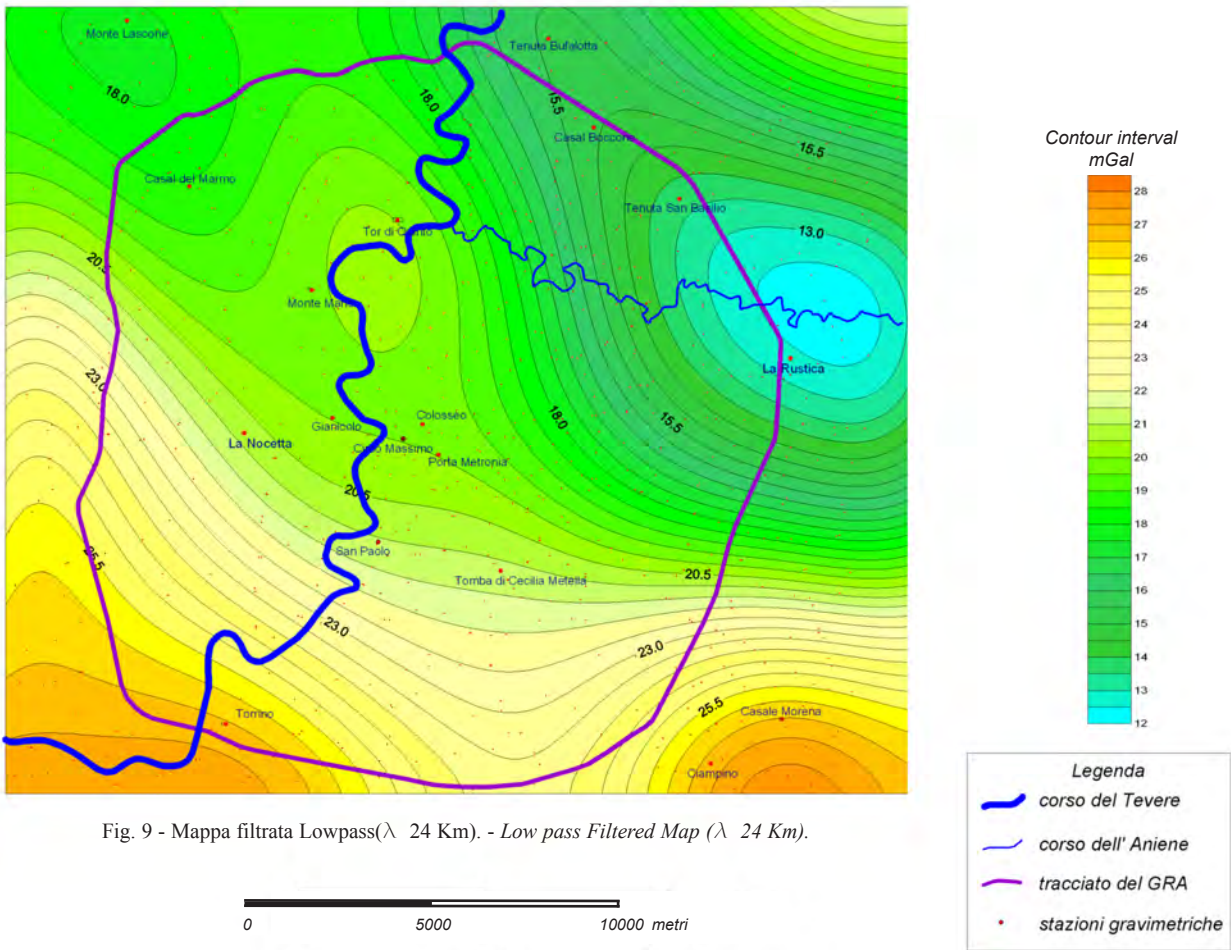 Monte Lascone
Tenuta Bufalotta
18.0
18.0
15.5
Casal Boccone
15.5
Casal del Marmo
Tenuta San Basilio
Tor di Quinto
13.0
20.5
Monte Mario
La Rustica
23.0
Gianicolo
Colosseo
18.0
15.5
La Nocetta
Circo Massimo
Porta Metronia
20.5
San Paolo
25.5
Tomba di Cecilia Metella
20.5
23.0
23.0
25.5
Torrino
Casale Morena
Ciampino
Contour interval
mGal
28
27
26
25
24
23
22
21
20
19
18
17
16
15
14
13
12
Legenda
corso del Tevere
corso dell' Aniene
tracciato del GRA
stazioni gravimetriche
Fig. 9 - Mappa filtrata Lowpass(λ 24 Km). - Low pass Filtered Map (λ 24 Km).
0 5000 10000 metri